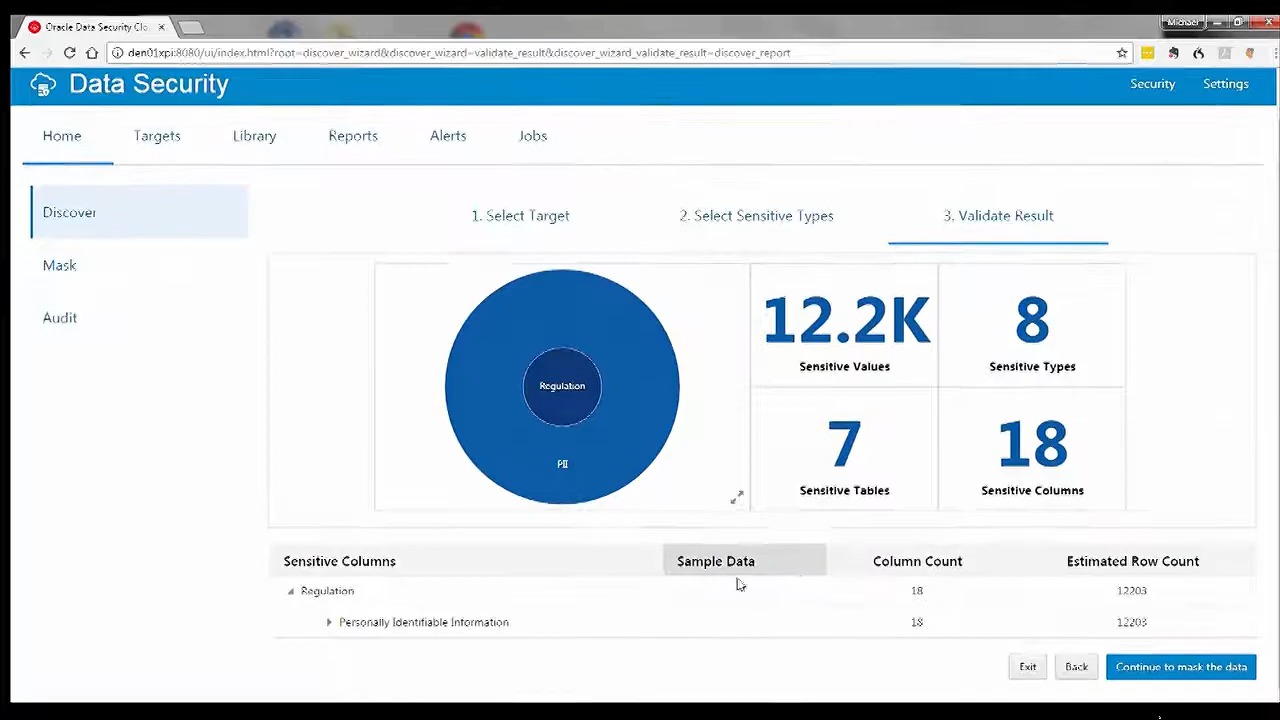 Oracle Data Security Clo
Michael
den01xpi:8080/ui/index.html?root=discover_wizard&discover_wizard=validate_result&discover_wizard_validate_result=discover_report
Data Security
Security
Settings
Home
Targets
Library
Reports
Alerts
Jobs
Discover
Mask
Audit
1. Select Target
2. Select Sensitive Types
3. Validate Result
Regulation
PII
12.2K
Sensitive Values
8
Sensitive Types
7
Sensitive Tables
18
Sensitive Columns
Sensitive Columns Sample Data Column Count Estimated Row Count
Regulation 18 12203
Personally Identifiable Information 18 12203
Exit
Back
Continue to mask the data